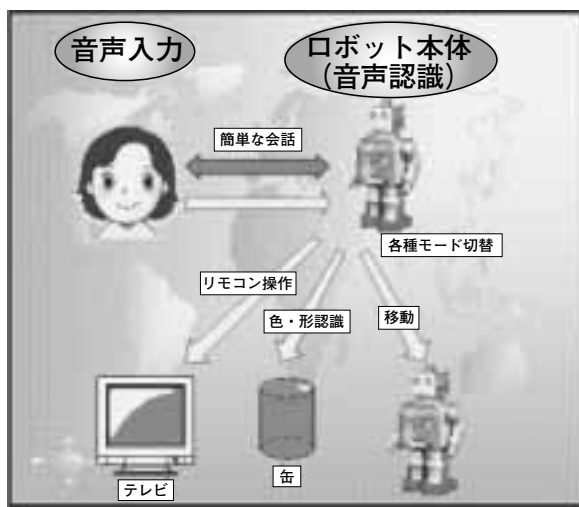 音声入力
ロボット本体
(音声認識)
簡単な会話
各種モード切替
リモコン操作
色・形認識
移動
テレビ
缶